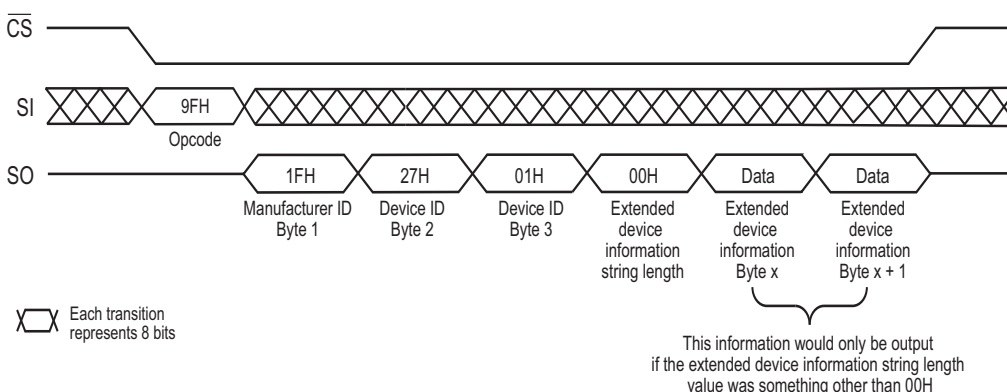 CS
SI
9FH
Opcode
SO
1FH
27H
01H
00H
Data
Data
Manufacturer ID
Byte 1
Device ID
Byte 2
Device ID
Byte 3
Extended
device
information
string length
Extended
device
information
Byte x
Extended
device
information
Byte x + 1
Each transition
represents 8 bits
This information would only be output
if the extended device information string length
value was something other than 00H